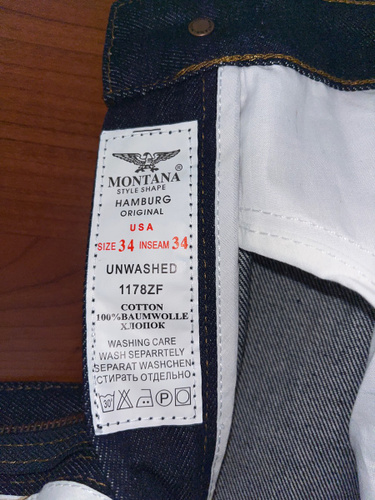 MONTANA
STYLE SHAPE
HAMBURG
ORIGINAL
USA
SIZE 34 INSEAM 34
UNWASHED
1178ZF
COTTON
100%BAUMWOLLE
ХЛОПОК
WASHING CARE
WASH SEPARRTELY
SEPARAT WASHCHEN
СТИРАТЬ ОТДЕЛЬНО
30° P